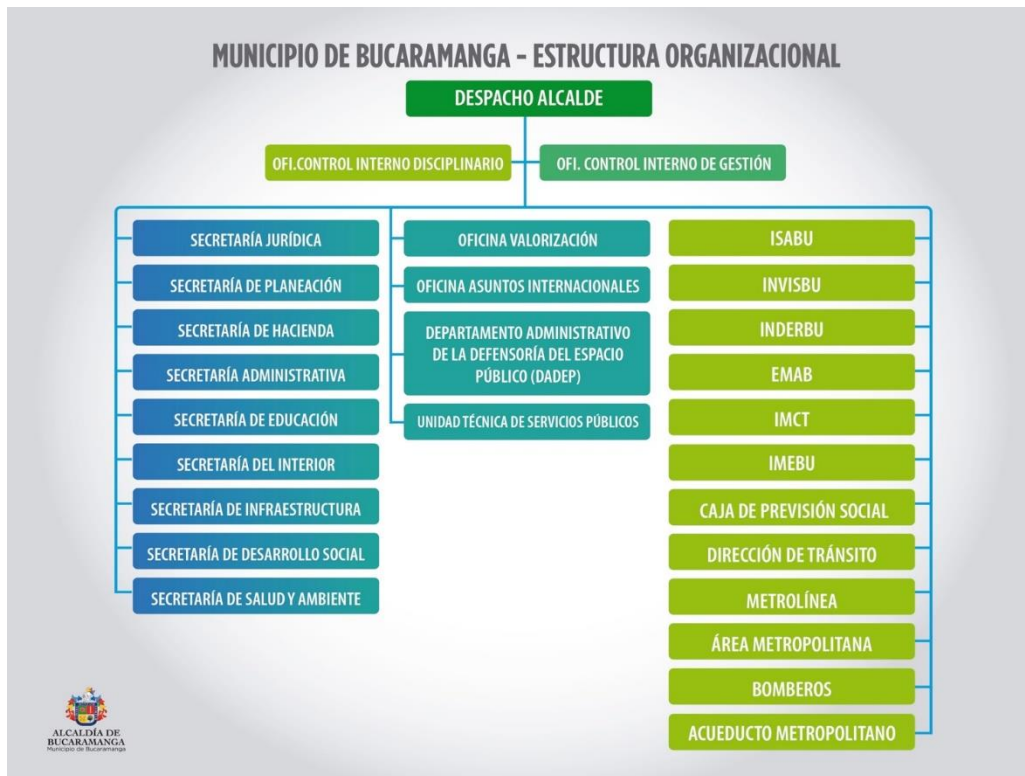 MUNICIPIO DE BUCARAMANGA - ESTRUCTURA ORGANIZACIONAL
DESPACHO ALCALDE
OFI.CONTROL INTERNO DISCIPLINARIO
OFI. CONTROL INTERNO DE GESTIÓN
SECRETARÍA JURÍDICA
SECRETARÍA DE PLANEACIÓN
SECRETARÍA DE HACIENDA
SECRETARÍA ADMINISTRATIVA
SECRETARÍA DE EDUCACIÓN
SECRETARÍA DEL INTERIOR
SECRETARÍA DE INFRAESTRUCTURA
SECRETARÍA DE DESARROLLO SOCIAL
SECRETARÍA DE SALUD Y AMBIENTE
OFICINA VALORIZACIÓN
OFICINA ASUNTOS INTERNACIONALES
DEPARTAMENTO ADMINISTRATIVO
DE LA DEFENSORÍA DEL ESPACIO
PÚBLICO (DADEP)
UNIDAD TÉCNICA DE SERVICIOS PÚBLICOS
ISABU
INVISBU
INDERBU
EMAB
IMCT
IMEBU
CAJA DE PREVISIÓN SOCIAL
DIRECCIÓN DE TRÁNSITO
METROLÍNEA
ÁREA METROPOLITANA
BOMBEROS
ACUEDUCTO METROPOLITANO
ALCALDÍA DE
BUCARAMANGA
Municipio de Bucaramanga